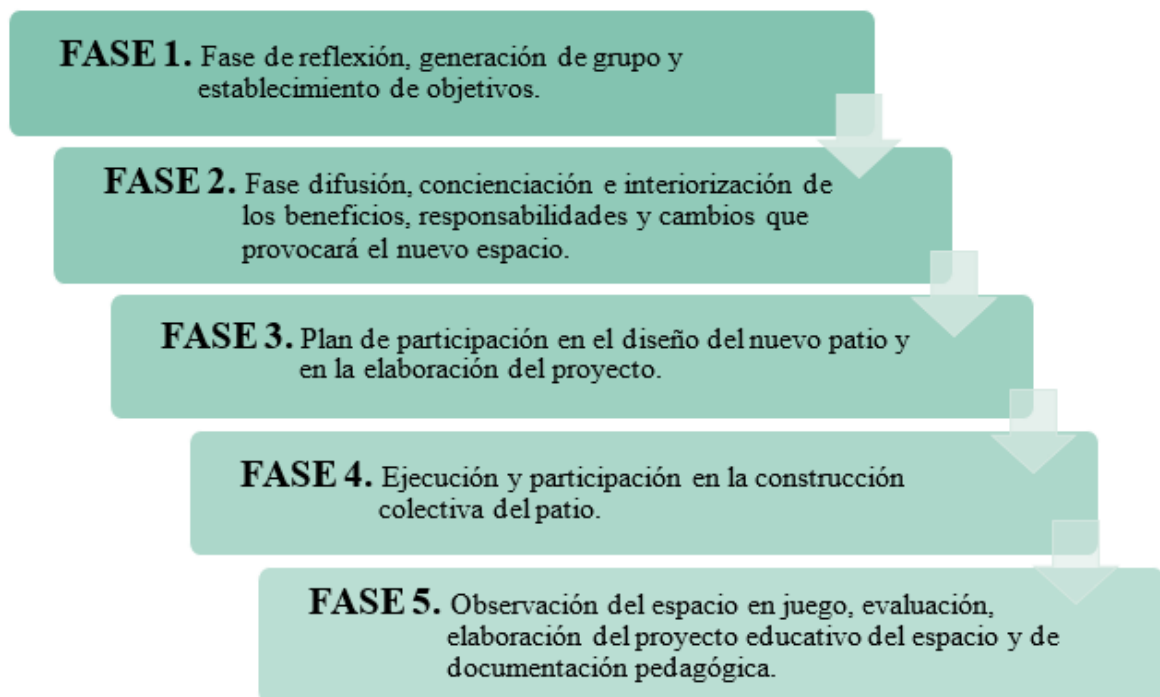 FASE 1. Fase de reflexión, generación de grupo y
establecimiento de objetivos.
FASE 2. Fase difusión, concienciación e interiorización de
los beneficios, responsabilidades y cambios que
provocará el nuevo espacio.
FASE 3. Plan de participación en el diseño del nuevo patio y
en la elaboración del proyecto.
FASE 4. Ejecución y participación en la construcción
colectiva del patio.
FASE 5. Observación del espacio en juego, evaluación,
elaboración del proyecto educativo del espacio y de
documentación pedagógica.